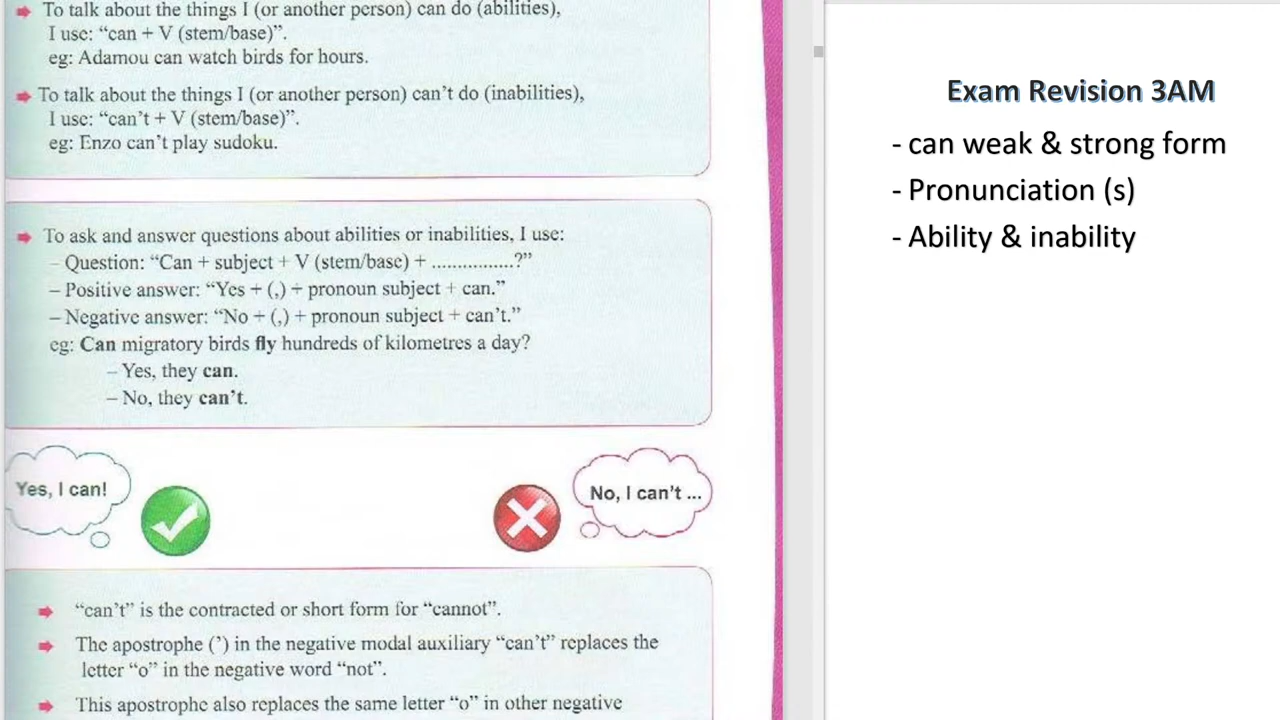 To talk about the things I (or another person) can do (abilities),
I use: “can + V (stem/base)”.
eg: Adamou can watch birds for hours.
To talk about the things I (or another person) can’t do (inabilities),
I use: “can’t + V (stem/base)”.
eg: Enzo can’t play sudoku.
To ask and answer questions about abilities or inabilities, I use:
– Question: “Can + subject + V (stem/base) + ................?”
– Positive answer: “Yes + (,) + pronoun subject + can.”
– Negative answer: “No + (,) + pronoun subject + can’t.”
eg: Can migratory birds fly hundreds of kilometres a day?
– Yes, they can.
– No, they can’t.
Yes, I can!
No, I can’t ...
“can’t” is the contracted or short form for “cannot”.
The apostrophe (’) in the negative modal auxiliary “can’t” replaces the
letter “o” in the negative word “not”.
This apostrophe also replaces the same letter “o” in other negative
Exam Revision 3AM
- can weak & strong form
- Pronunciation (s)
- Ability & inability